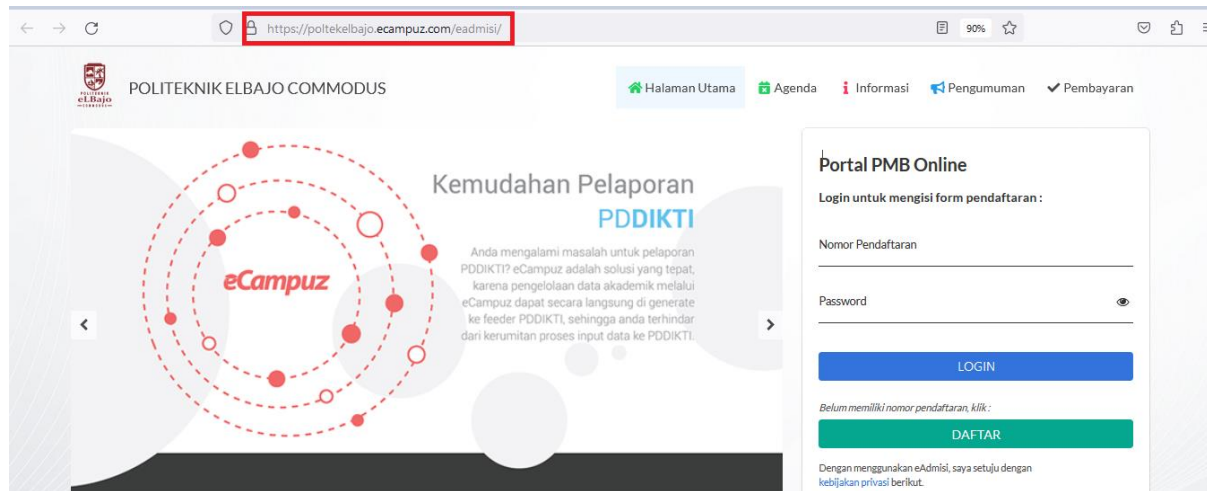 https://poltekelbajo.ecampuz.com/eadmisi/
90%
POLITEKNIK
eLBajo
COMMODUS
POLITEKNIK ELBAJO COMMODUS
Halaman Utama
Agenda
Informasi
Pengumuman
Pembayaran
Kemudahan Pelaporan
PDDIKTI
Anda mengalami masalah untuk pelaporan
PDDIKTI? eCampuz adalah solusi yang tepat,
karena pengelolaan data akademik melalui
eCampuz dapat secara langsung di generate
ke feeder PDDIKTI, sehingga anda terhindar
dari kerumitan proses input data ke PDDIKTI.
eCampuz
Portal PMB Online
Login untuk mengisi form pendaftaran :
Nomor Pendaftaran
Password
LOGIN
Belum memiliki nomor pendaftaran, klik :
DAFTAR
Dengan menggunakan eAdmisi, saya setuju dengan
kebijakan privasi berikut.